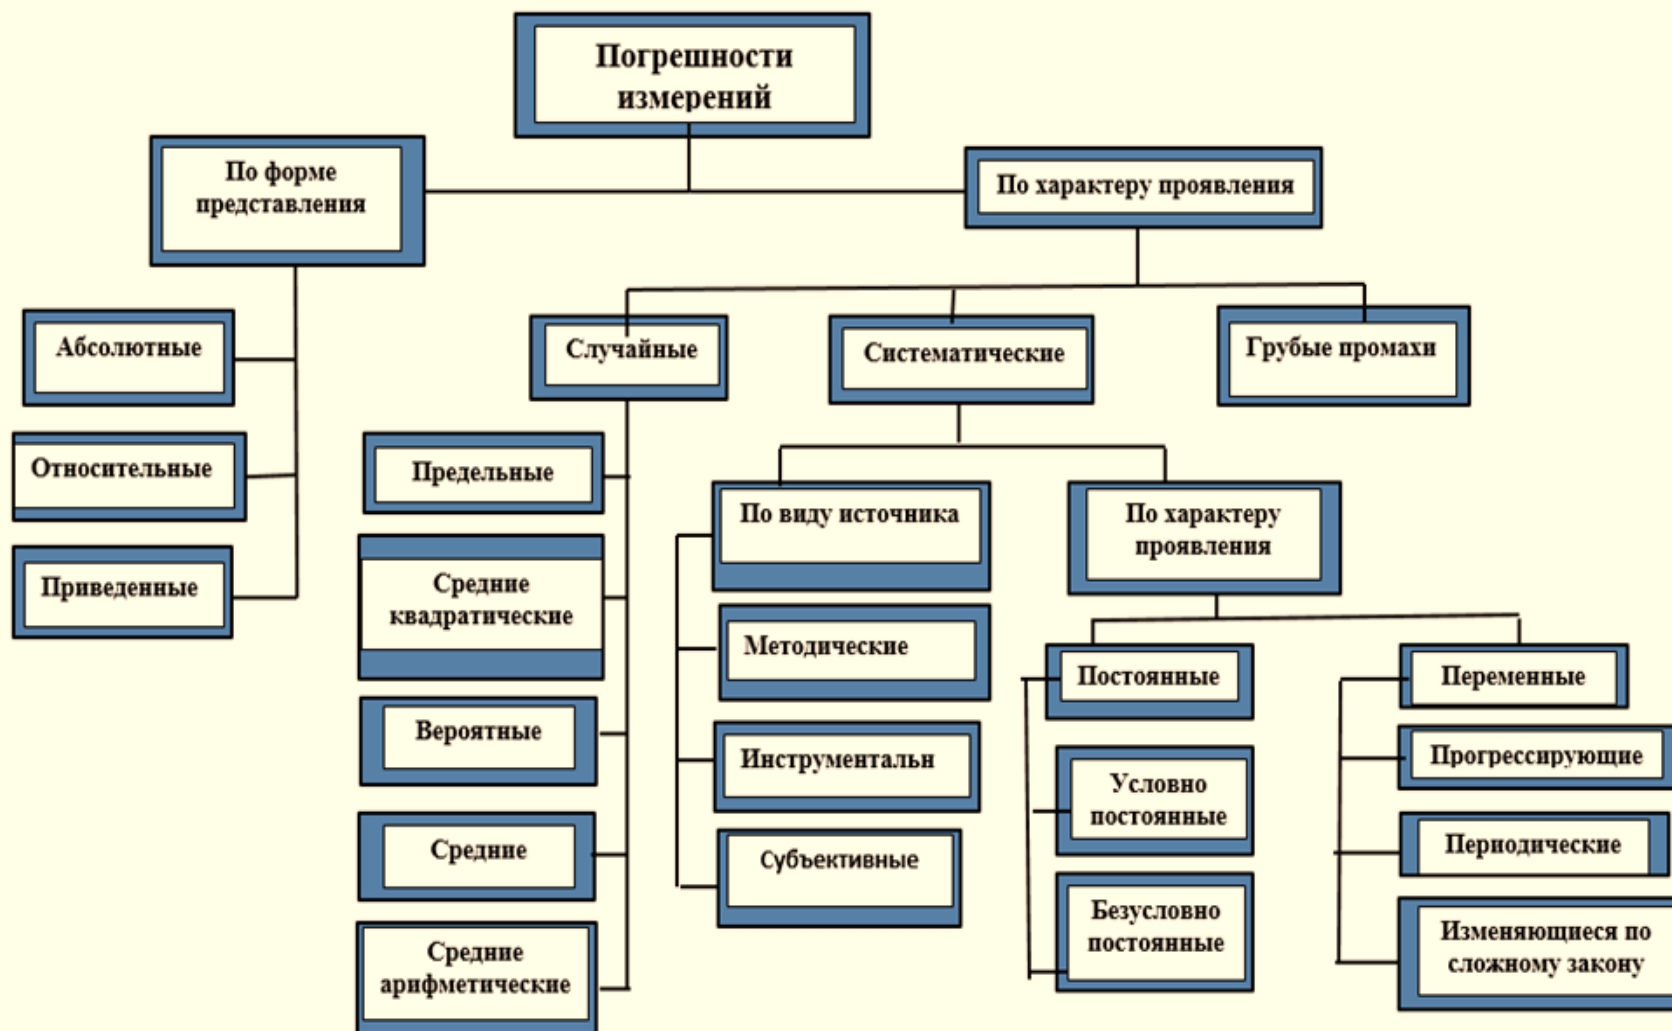 Погрешности
измерений
По форме
представления
По характеру проявления
Абсолютные
Относительные
Приведенные
Случайные
Систематические
Грубые промахи
Предельные
Средние
квадратические
Вероятные
Средние
Средние
арифметические
По виду источника
Методические
Инструментальн
Субъективные
По характеру
проявления
Постоянные
Условно
постоянные
Безусловно
постоянные
Переменные
Прогрессирующие
Периодические
Изменяющиеся по
сложному закону